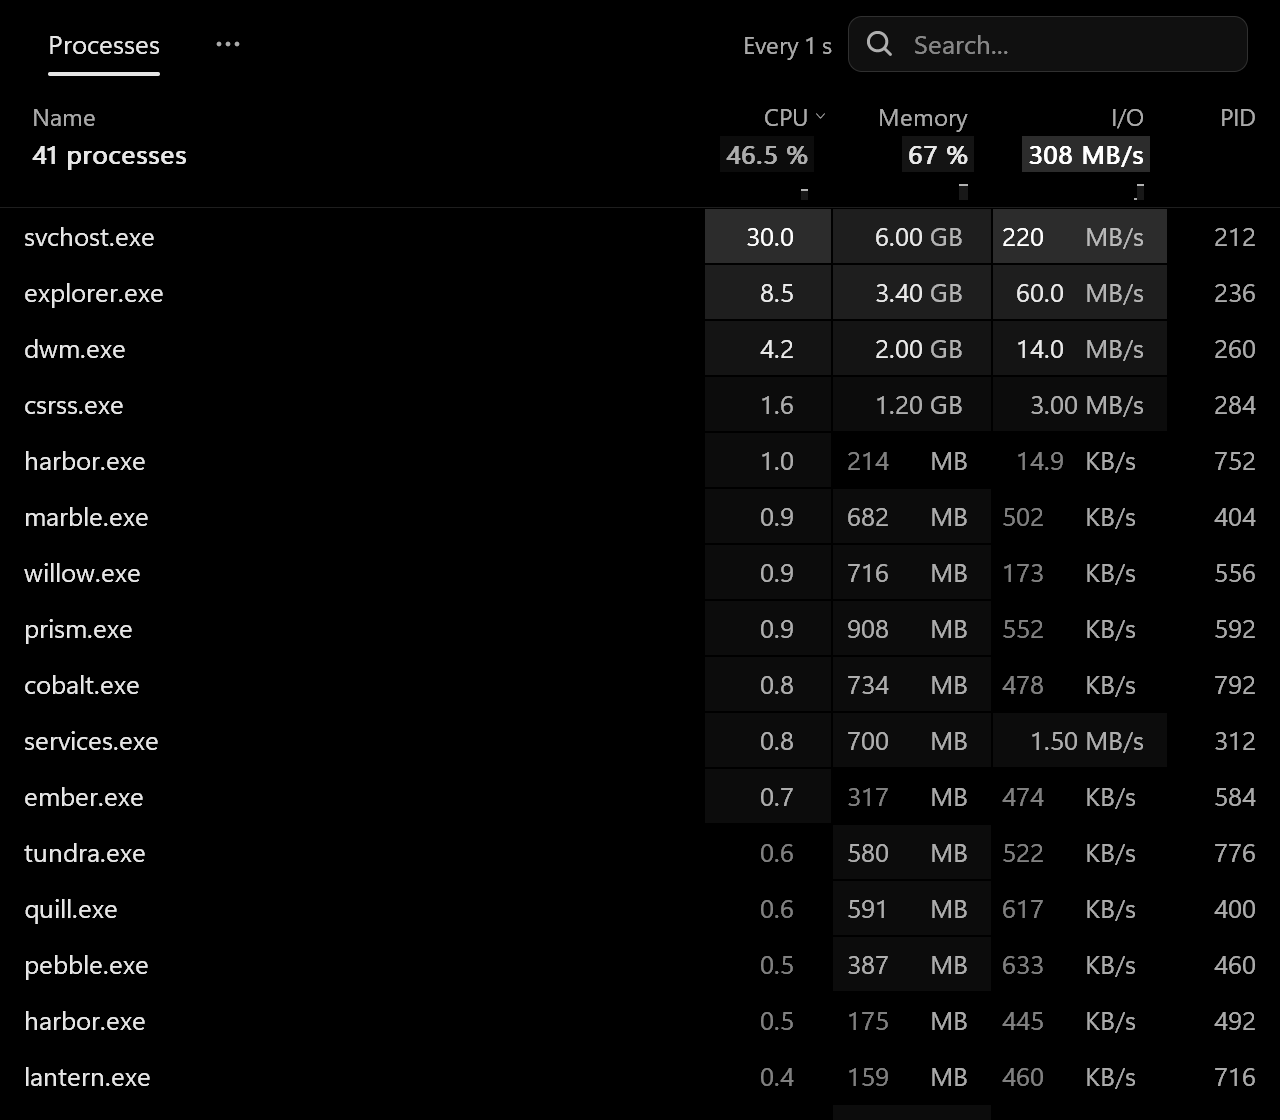 Processes ··· Every 1 s Search...
Name CPU Memory I/O PID
41 processes 46.5 % 67 % 308 MB/s
svchost.exe 30.0 6.00 GB 220 MB/s 212
explorer.exe 8.5 3.40 GB 60.0 MB/s 236
dwm.exe 4.2 2.00 GB 14.0 MB/s 260
csrss.exe 1.6 1.20 GB 3.00 MB/s 284
harbor.exe 1.0 214 MB 14.9 KB/s 752
marble.exe 0.9 682 MB 502 KB/s 404
willow.exe 0.9 716 MB 173 KB/s 556
prism.exe 0.9 908 MB 552 KB/s 592
cobalt.exe 0.8 734 MB 478 KB/s 792
services.exe 0.8 700 MB 1.50 MB/s 312
ember.exe 0.7 317 MB 474 KB/s 584
tundra.exe 0.6 580 MB 522 KB/s 776
quill.exe 0.6 591 MB 617 KB/s 400
pebble.exe 0.5 387 MB 633 KB/s 460
harbor.exe 0.5 175 MB 445 KB/s 492
lantern.exe 0.4 159 MB 460 KB/s 716